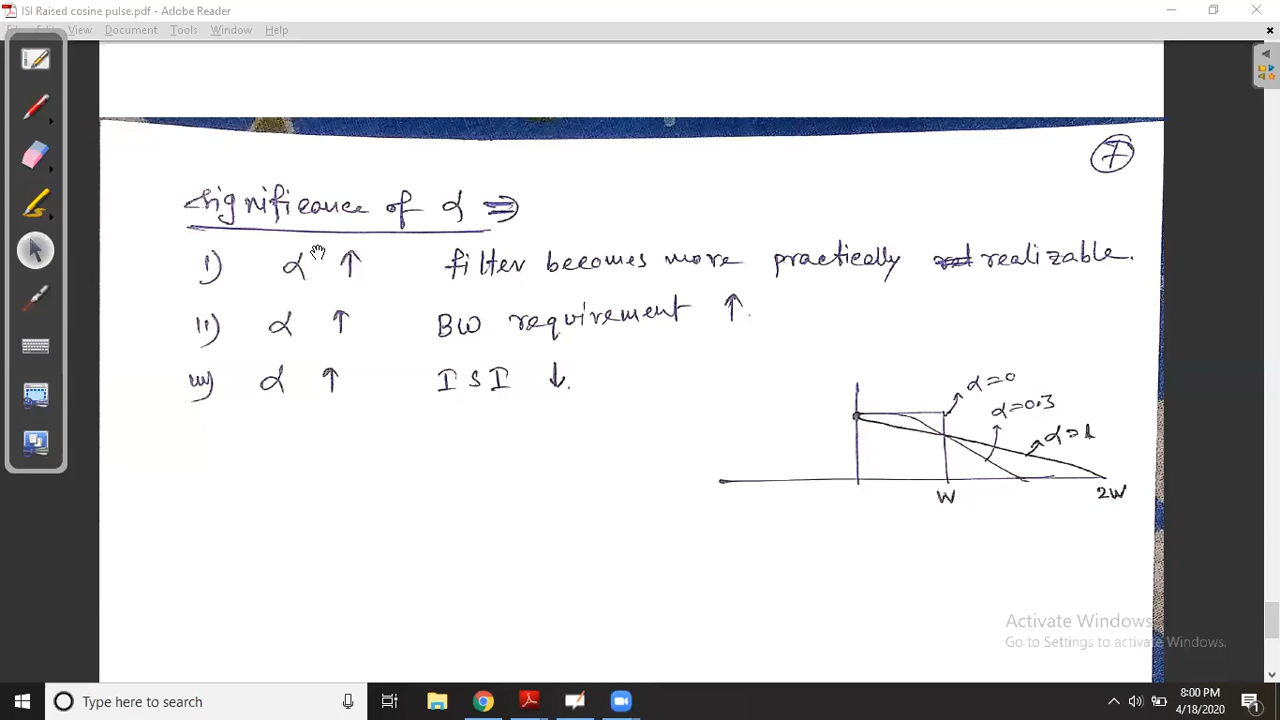 ISI Raised cosine pulse.pdf - Adobe Reader
View Document Tools Window Help
7
Significance of α ⇒
I) α ↑ filter becomes more practically realizable.
II) α ↑ BW requirement ↑.
III) α ↑ ISI ↓.
α=0
α=0.3
α=1
W
2W
Activate Windows
Go to Settings to activate Windows.
Type here to search
8:00 PM
4/18/2020
1